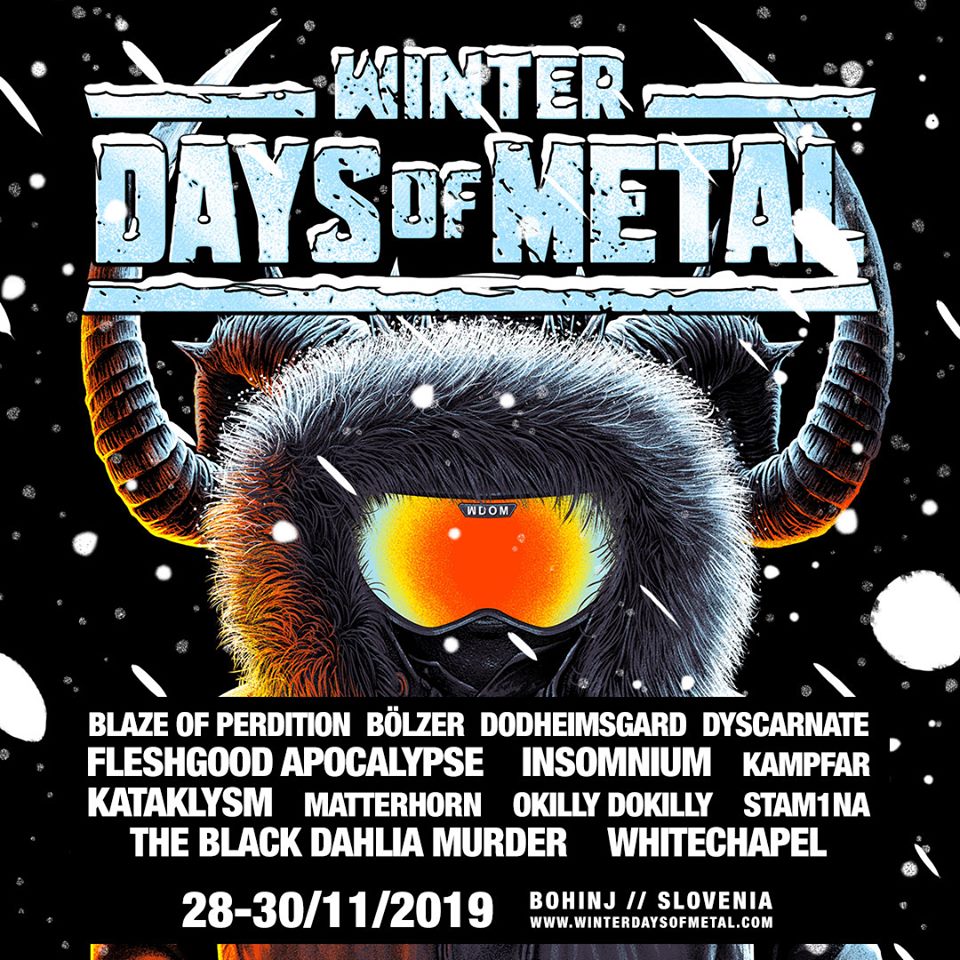 WINTER
DAYS OF METAL
WDOM
BLAZE OF PERDITION BÖLZER DODHEIMSGARD DYSCARNATE
FLESHGOOD APOCALYPSE INSOMNIUM KAMPFAR
KATAKLYSM MATTERHORN OKILLY DOKILLY STAM1NA
THE BLACK DAHLIA MURDER WHITECHAPEL
28-30/11/2019
BOHINJ // SLOVENIA
WWW.WINTERDAYSOFMETAL.COM